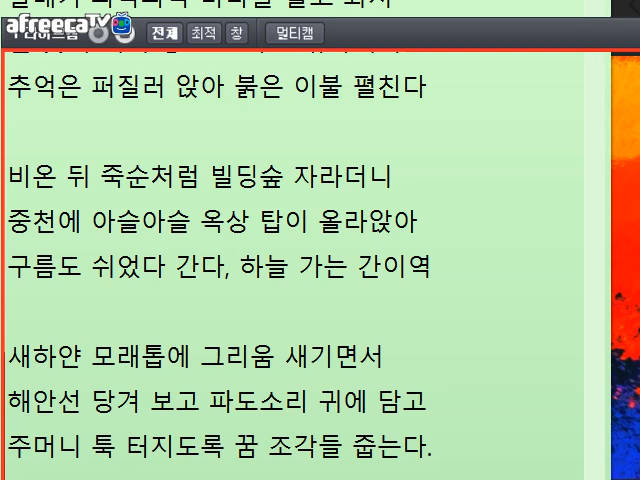 afreecaTV
전체 최적 창 멀티캠
추억은 퍼질러 앉아 붉은 이불 펼친다
비온 뒤 죽순처럼 빌딩숲 자라더니
중천에 아슬아슬 옥상 탑이 올라앉아
구름도 쉬었다 간다, 하늘 가는 간이역
새하얀 모래톱에 그리움 새기면서
해안선 당겨 보고 파도소리 귀에 담고
주머니 툭 터지도록 꿈 조각들 줍는다.